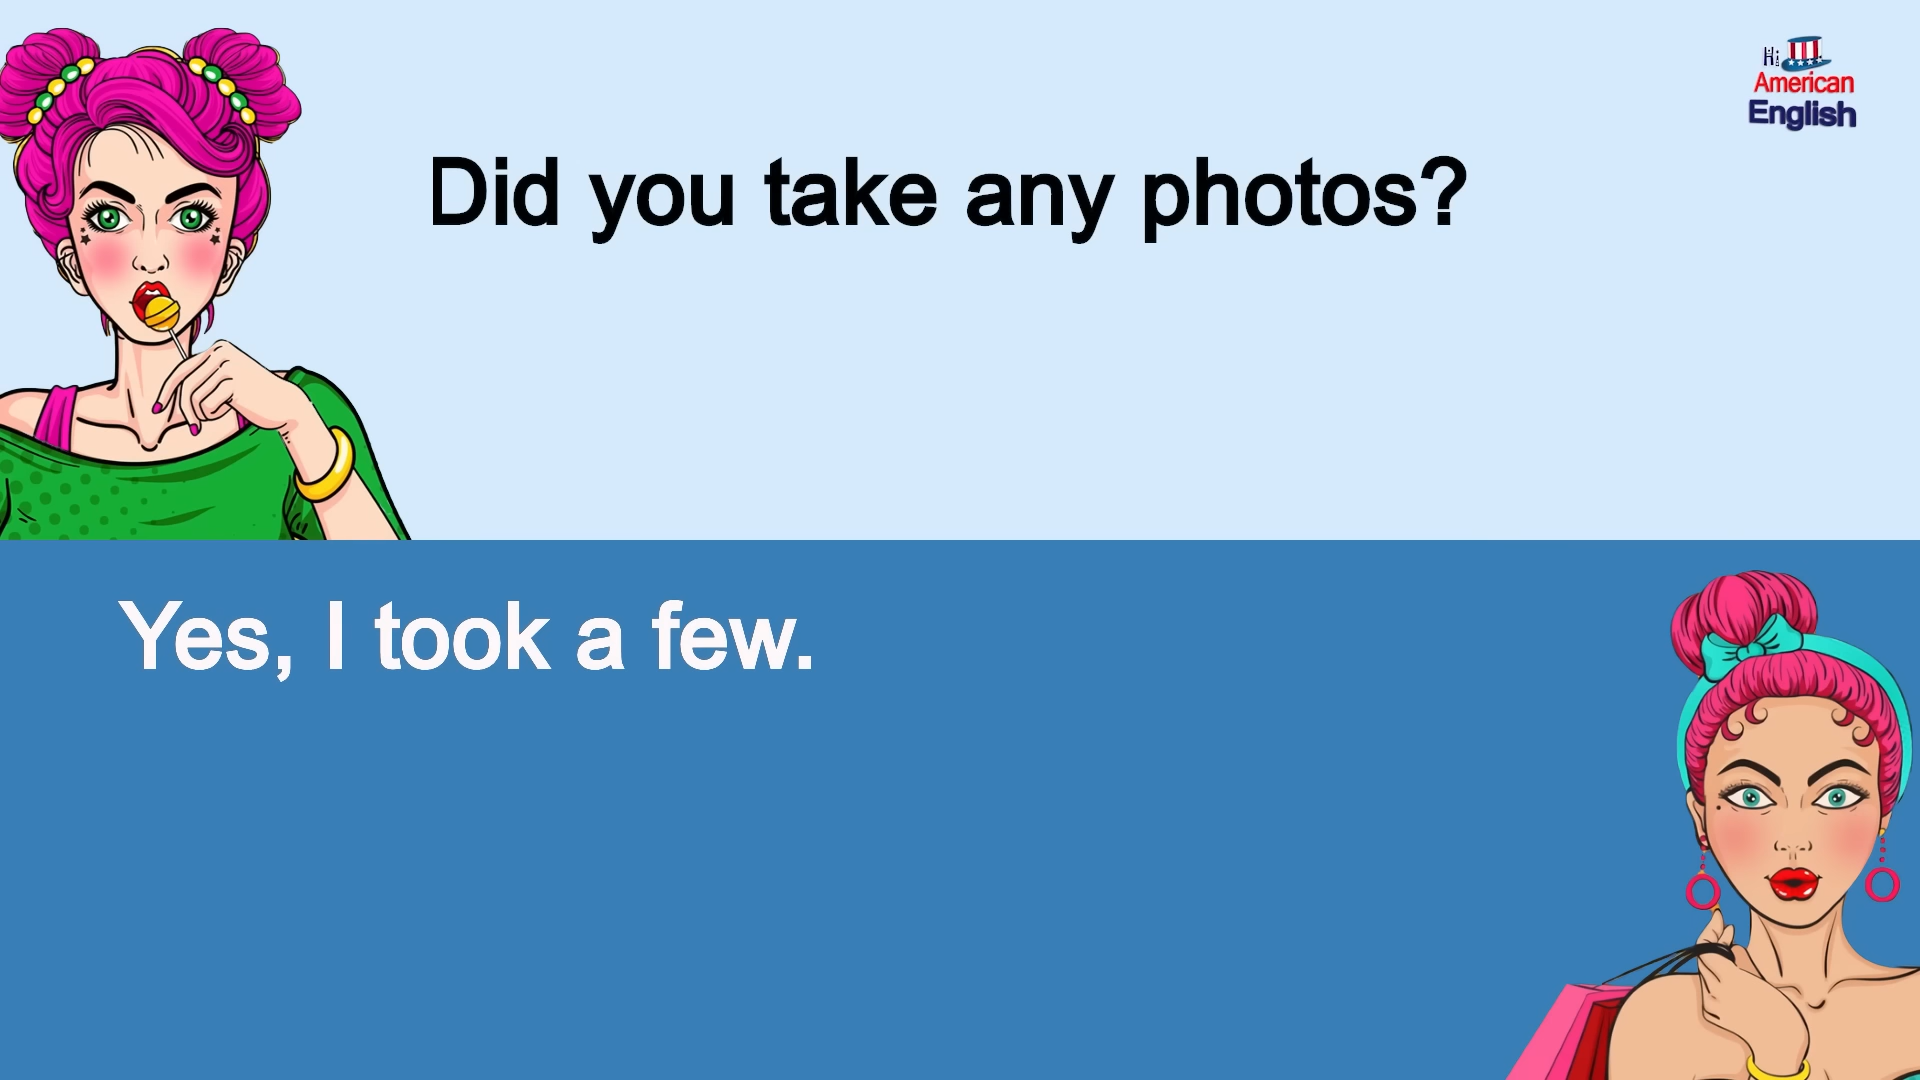 Hi
American
English
Did you take any photos?
Yes, I took a few.